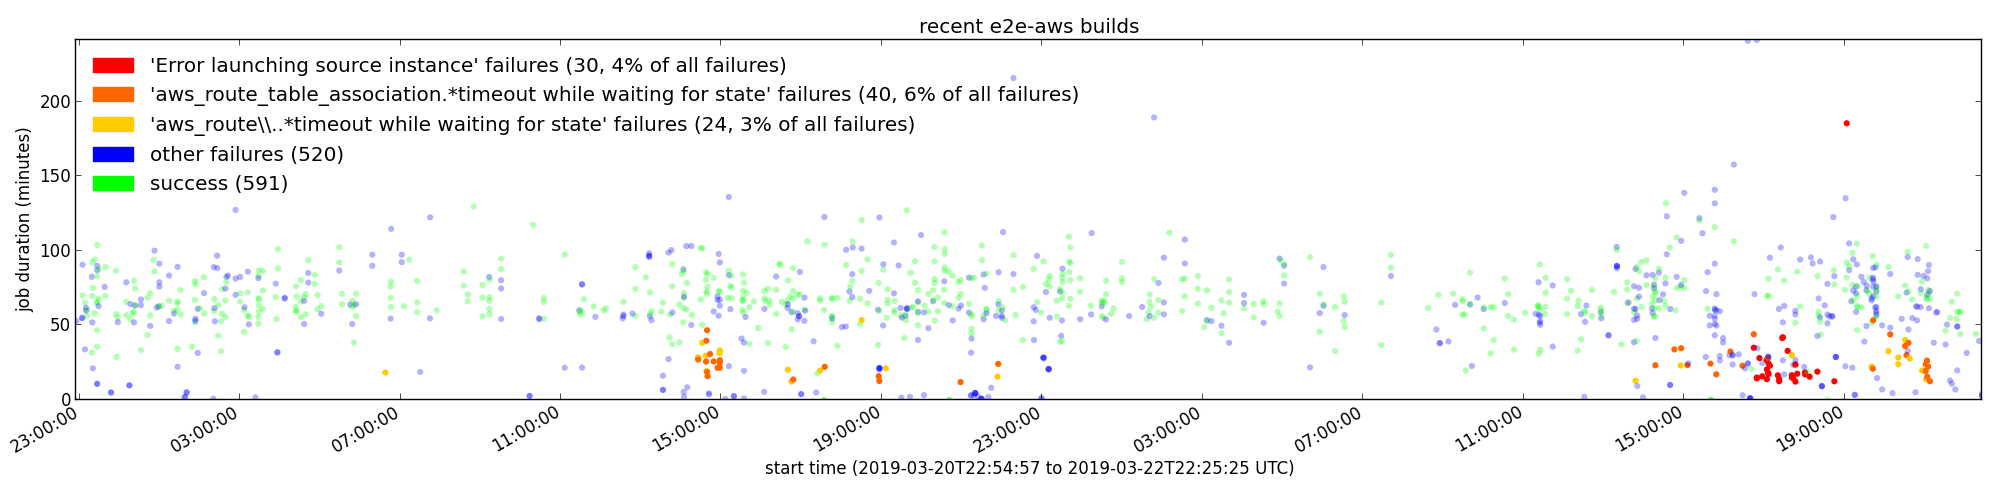 recent e2e-aws builds
'Error launching source instance' failures (30, 4% of all failures)
'aws_route_table_association.*timeout while waiting for state' failures (40, 6% of all failures)
'aws_route\\..*timeout while waiting for state' failures (24, 3% of all failures)
other failures (520)
success (591)
job duration (minutes)
200
150
100
50
0
23:00:00
03:00:00
07:00:00
11:00:00
15:00:00
19:00:00
23:00:00
03:00:00
07:00:00
11:00:00
15:00:00
19:00:00
start time (2019-03-20T22:54:57 to 2019-03-22T22:25:25 UTC)